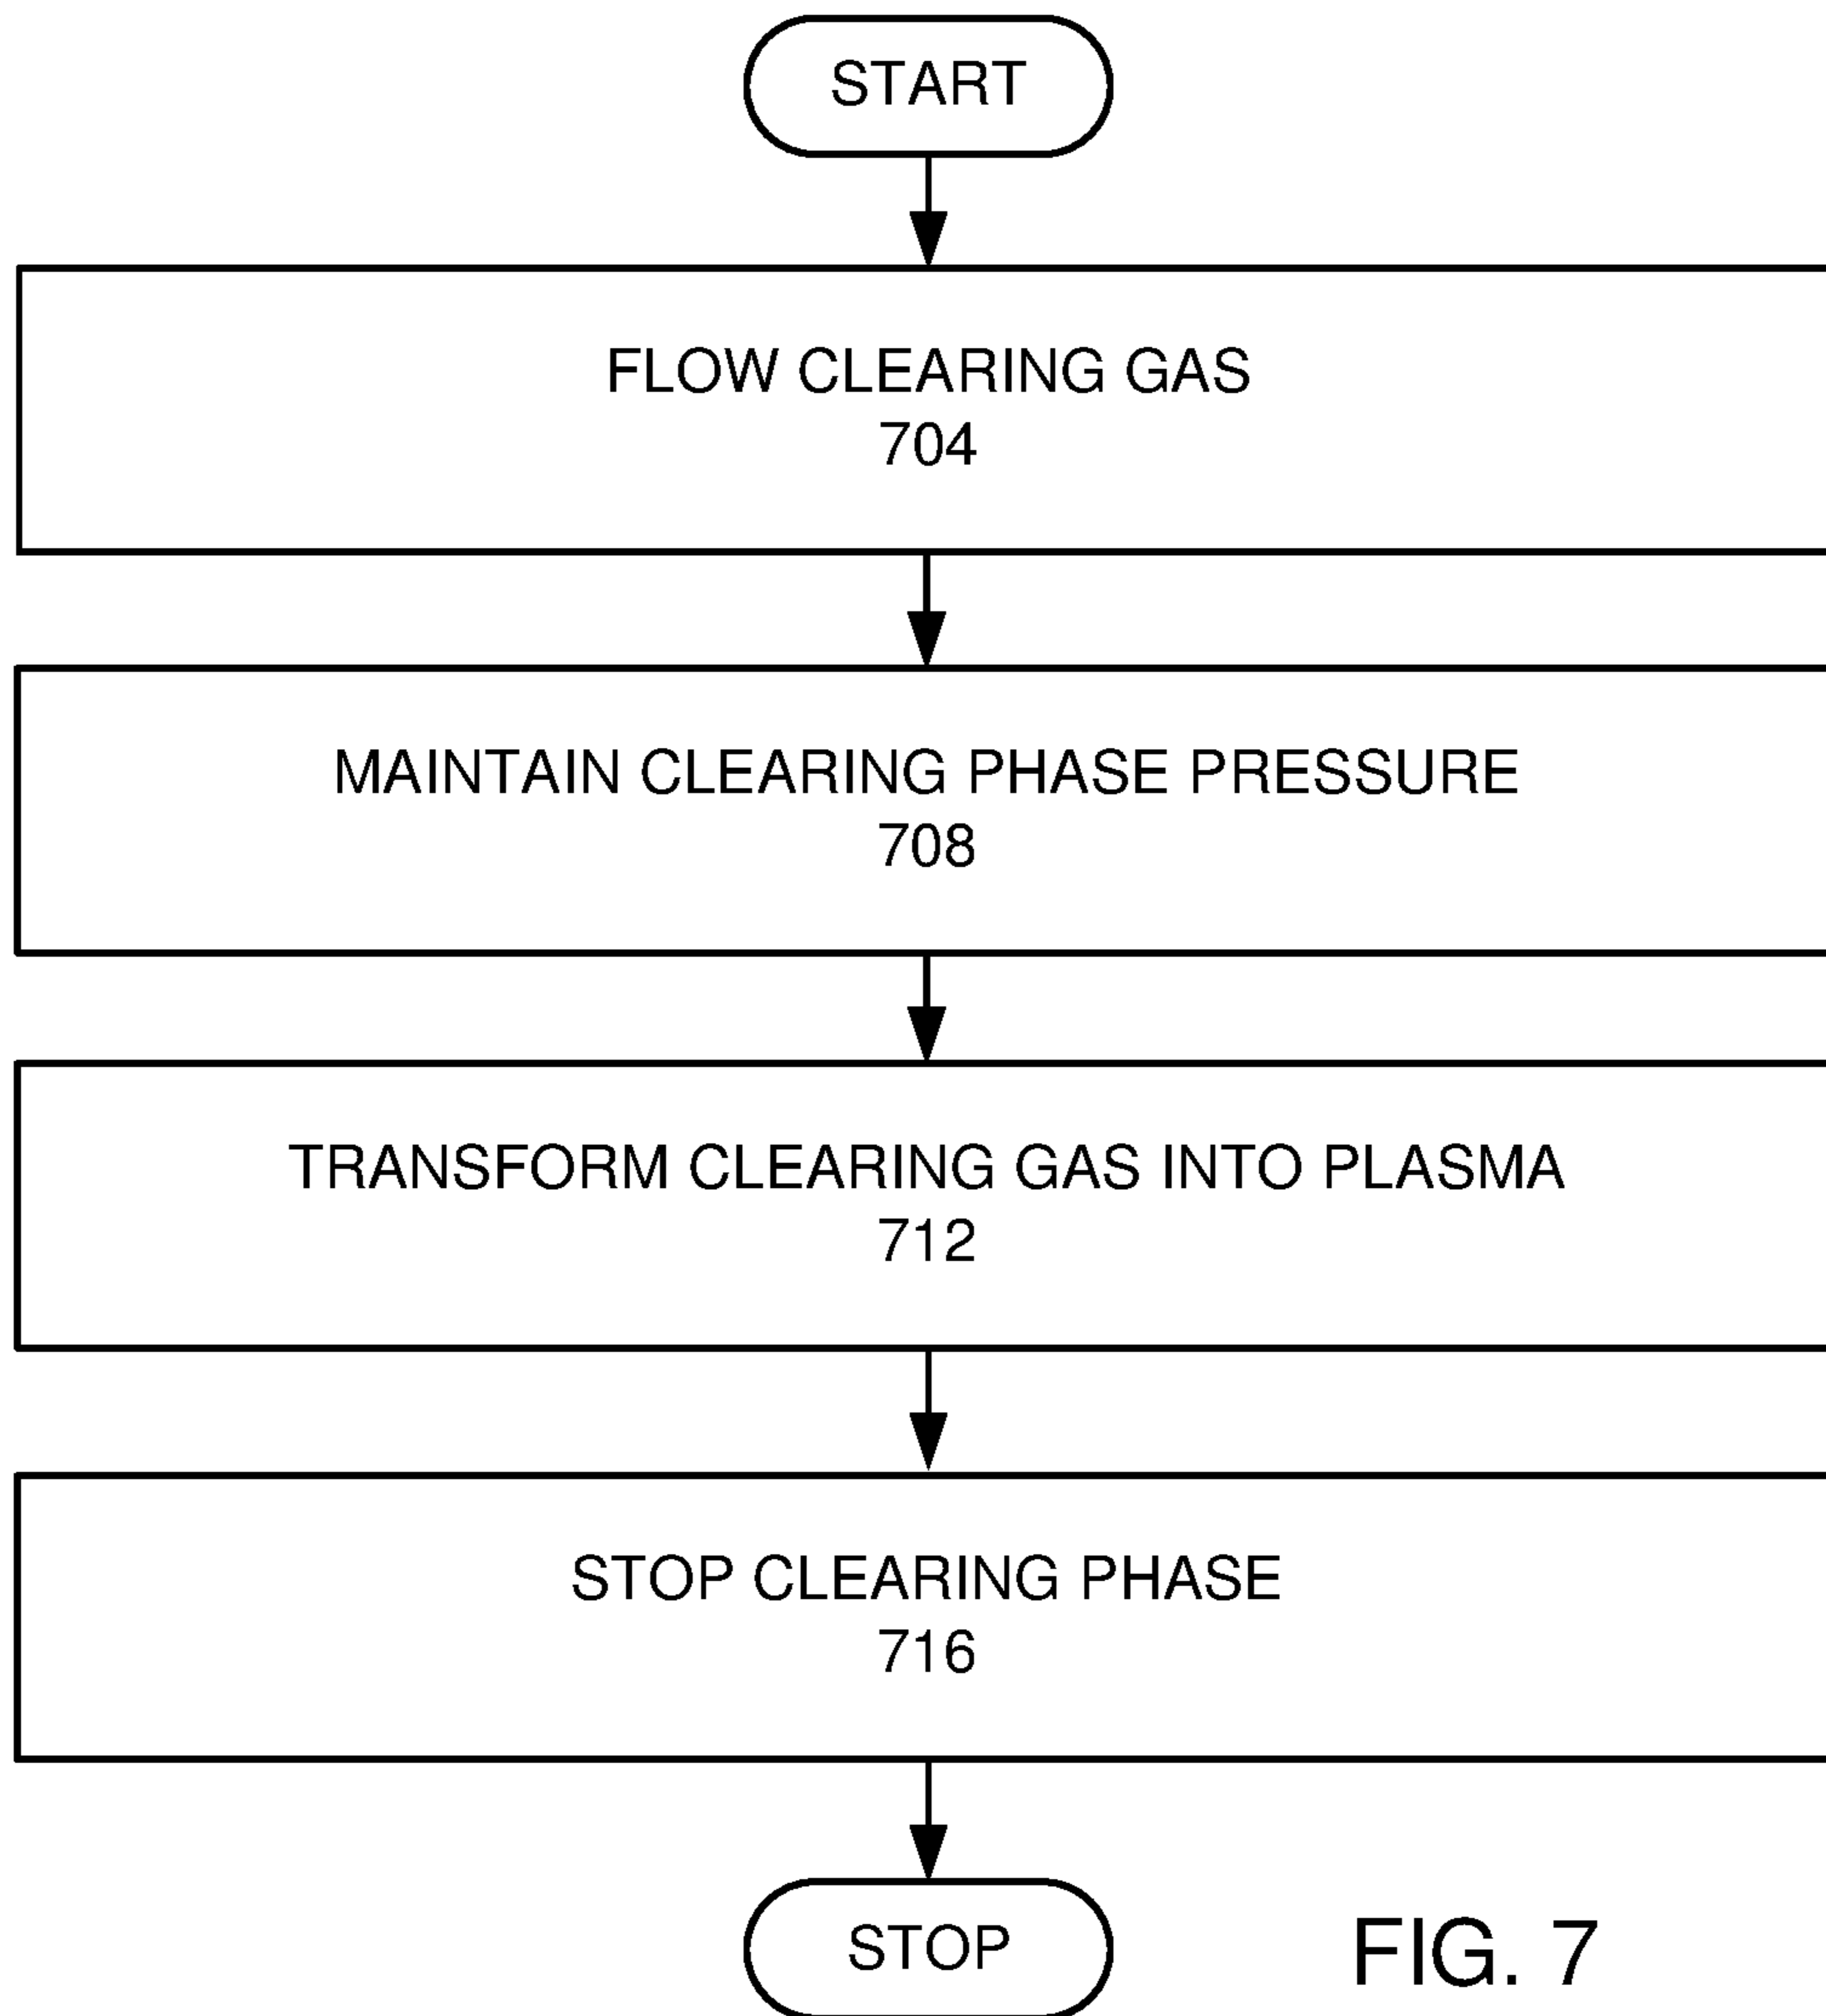 START
FLOW CLEARING GAS
704
MAINTAIN CLEARING PHASE PRESSURE
708
TRANSFORM CLEARING GAS INTO PLASMA
712
STOP CLEARING PHASE
716
STOP
FIG. 7